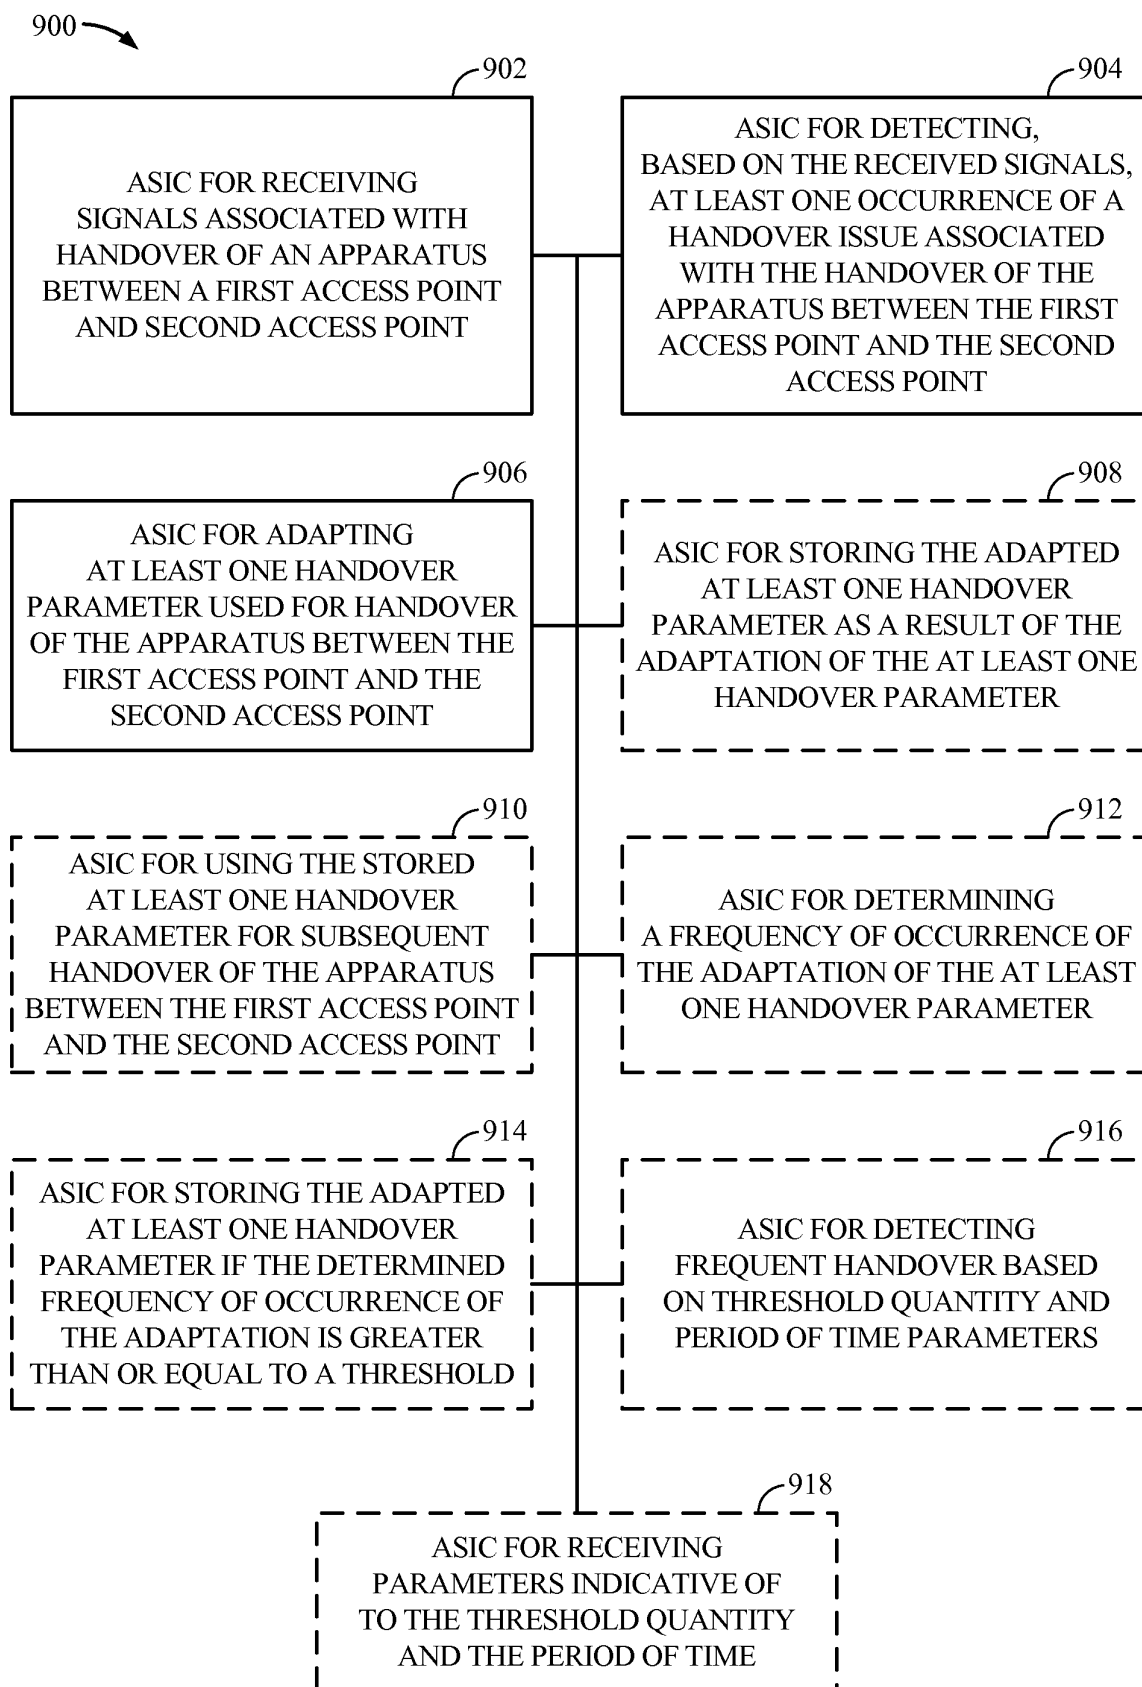 900
902
ASIC FOR RECEIVING
SIGNALS ASSOCIATED WITH
HANDOVER OF AN APPARATUS
BETWEEN A FIRST ACCESS POINT
AND SECOND ACCESS POINT
904
ASIC FOR DETECTING,
BASED ON THE RECEIVED SIGNALS,
AT LEAST ONE OCCURRENCE OF A
HANDOVER ISSUE ASSOCIATED
WITH THE HANDOVER OF THE
APPARATUS BETWEEN THE FIRST
ACCESS POINT AND THE SECOND
ACCESS POINT
906
ASIC FOR ADAPTING
AT LEAST ONE HANDOVER
PARAMETER USED FOR HANDOVER
OF THE APPARATUS BETWEEN THE
FIRST ACCESS POINT AND THE
SECOND ACCESS POINT
908
ASIC FOR STORING THE ADAPTED
AT LEAST ONE HANDOVER
PARAMETER AS A RESULT OF THE
ADAPTATION OF THE AT LEAST ONE
HANDOVER PARAMETER
910
ASIC FOR USING THE STORED
AT LEAST ONE HANDOVER
PARAMETER FOR SUBSEQUENT
HANDOVER OF THE APPARATUS
BETWEEN THE FIRST ACCESS POINT
AND THE SECOND ACCESS POINT
912
ASIC FOR DETERMINING
A FREQUENCY OF OCCURRENCE OF
THE ADAPTATION OF THE AT LEAST
ONE HANDOVER PARAMETER
914
ASIC FOR STORING THE ADAPTED
AT LEAST ONE HANDOVER
PARAMETER IF THE DETERMINED
FREQUENCY OF OCCURRENCE OF
THE ADAPTATION IS GREATER
THAN OR EQUAL TO A THRESHOLD
916
ASIC FOR DETECTING
FREQUENT HANDOVER BASED
ON THRESHOLD QUANTITY AND
PERIOD OF TIME PARAMETERS
918
ASIC FOR RECEIVING
PARAMETERS INDICATIVE OF
TO THE THRESHOLD QUANTITY
AND THE PERIOD OF TIME